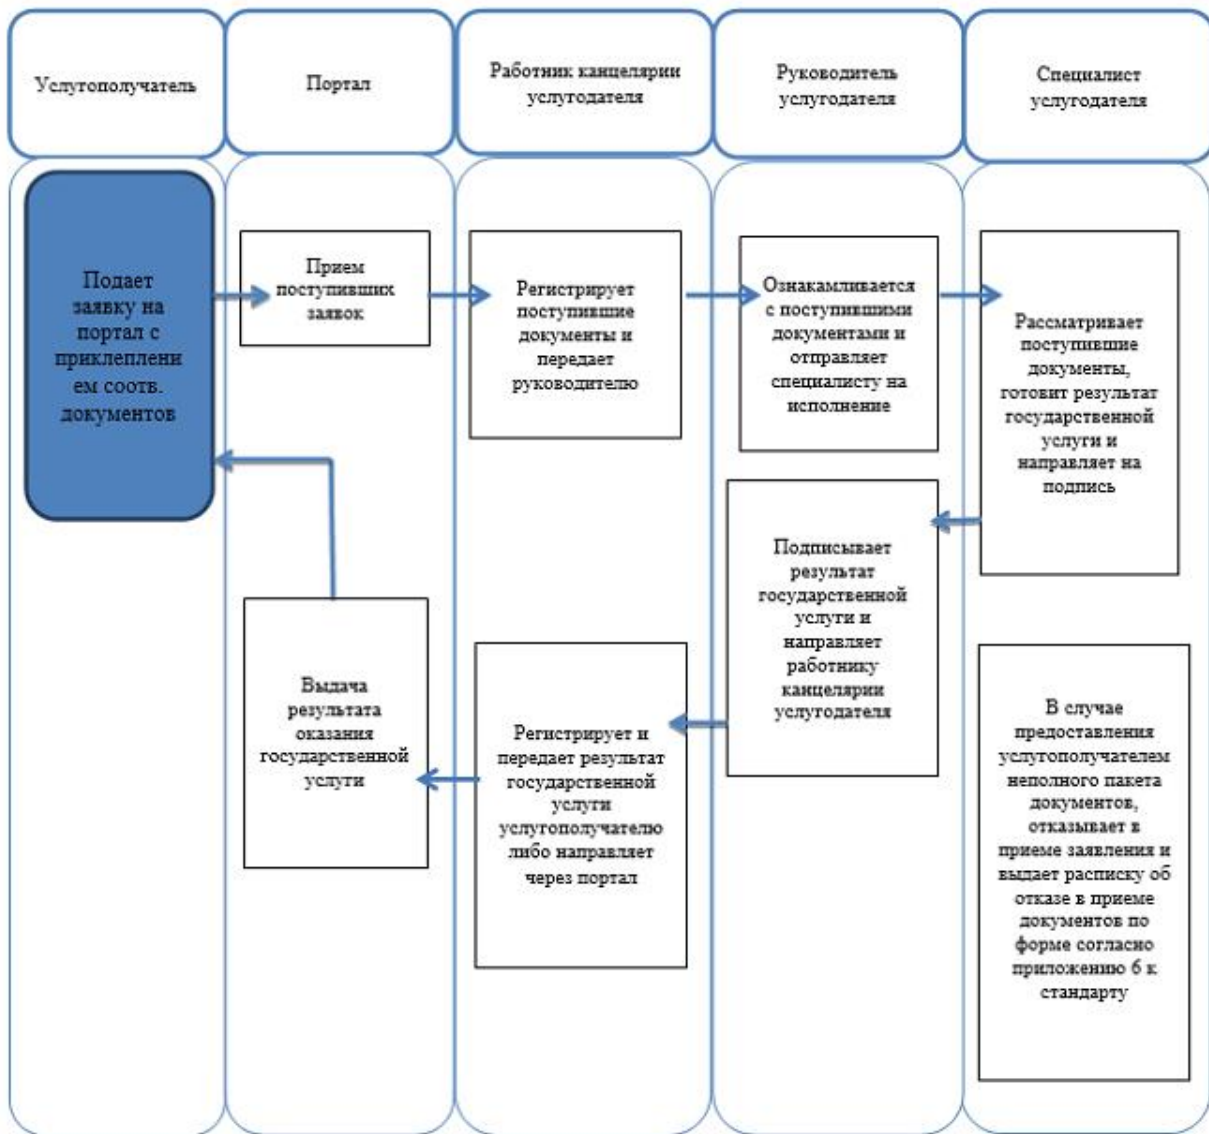 Услугополучатель
Портал
Работник канцелярии
услугодателя
Руководитель
услугодателя
Специалист
услугодателя
Подает
заявку на
портал с
приклеплени
ем соотв.
документов
Прием
поступивших
заявок
Регистрирует
поступившие
документы и
передает
руководителю
Ознакамливается
с поступившими
документами и
отправляет
специалисту на
исполнение
Рассматривает
поступившие
документы,
готовит результат
государственной
услуги и
направляет на
подпись
Подписывает
результат
государственной
услуги и
направляет
работнику
канцелярии
услугодателя
Регистрирует и
передает результат
государственной
услуги
услугополучателю
либо направляет
через портал
Выдача
результата
оказания
государственной
услуги
В случае
предоставления
услугополучателем
неполного пакета
документов,
отказывает в
приеме заявления и
выдает расписку об
отказе в приеме
документов по
форме согласно
приложению 6 к
стандарту